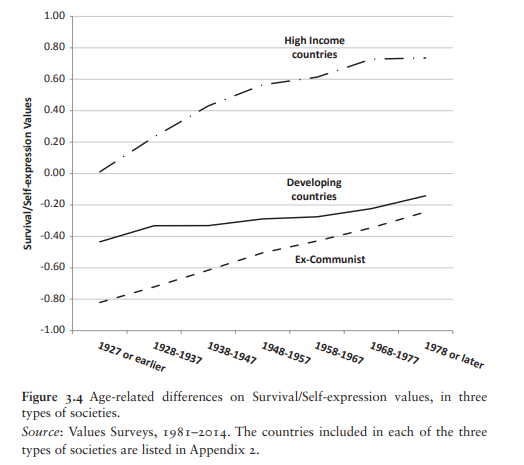 1.00
0.80
0.60
0.40
0.20
0.00
-0.20
-0.40
-0.60
-0.80
-1.00
Survival/Self-expression Values
High Income
countries
Developing
countries
Ex-Communist
1927 or earlier
1928-1937
1938-1947
1948-1957
1958-1967
1968-1977
1978 or later
Figure 3.4 Age-related differences on Survival/Self-expression values, in three
types of societies.
Source: Values Surveys, 1981–2014. The countries included in each of the three
types of societies are listed in Appendix 2.